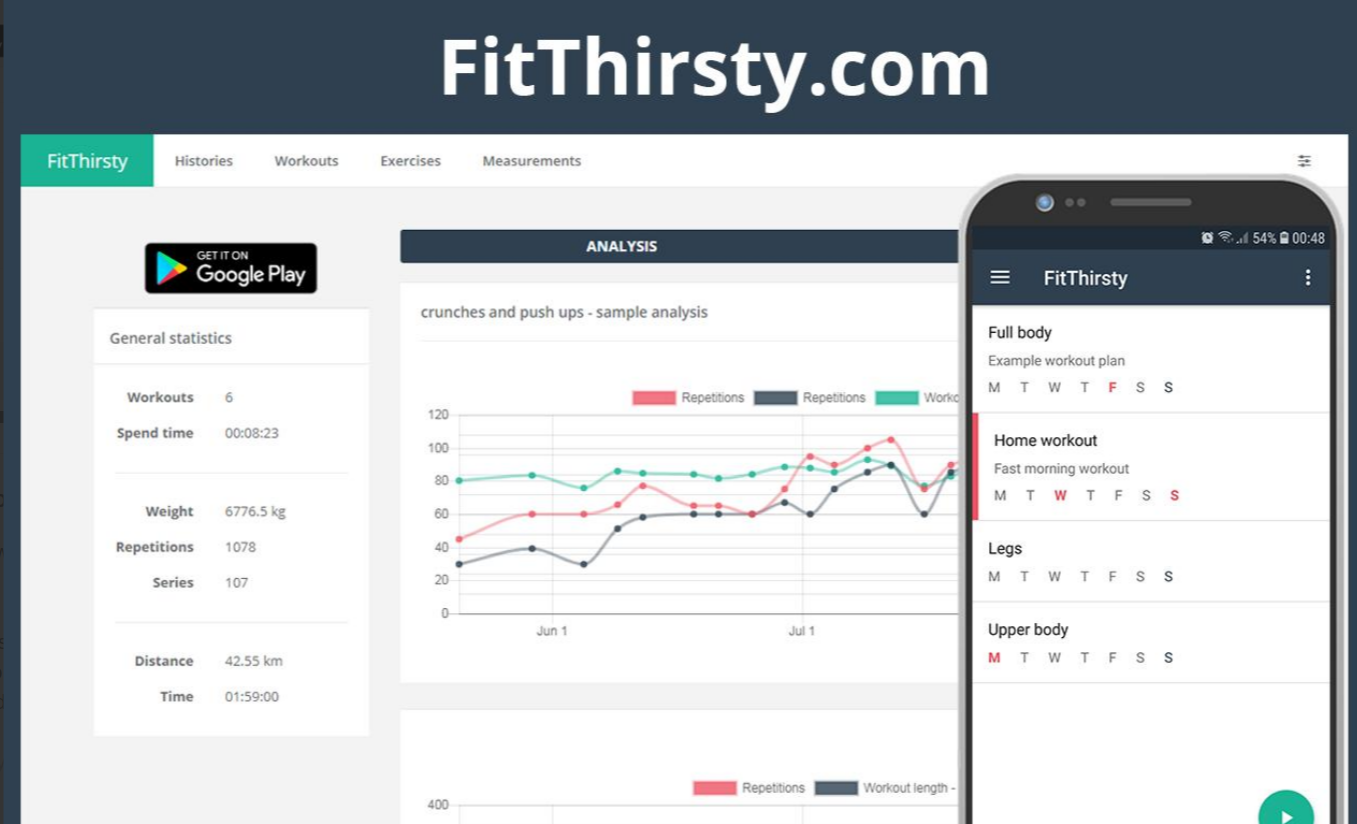 FitThirsty.com
FitThirsty Histories Workouts Exercises Measurements
GET IT ON
Google Play
General statistics
Workouts 6
Spend time 00:08:23
Weight 6776.5 kg
Repetitions 1078
Series 107
Distance 42.55 km
Time 01:59:00
ANALYSIS
crunches and push ups - sample analysis
Repetitions Repetitions Worko
120
100
80
60
40
20
0
Jun 1 Jul 1
Repetitions Workout length -
400
54% 00:48
FitThirsty
Full body
Example workout plan
M T W T F S S
Home workout
Fast morning workout
M T W T F S S
Legs
M T W T F S S
Upper body
M T W T F S S